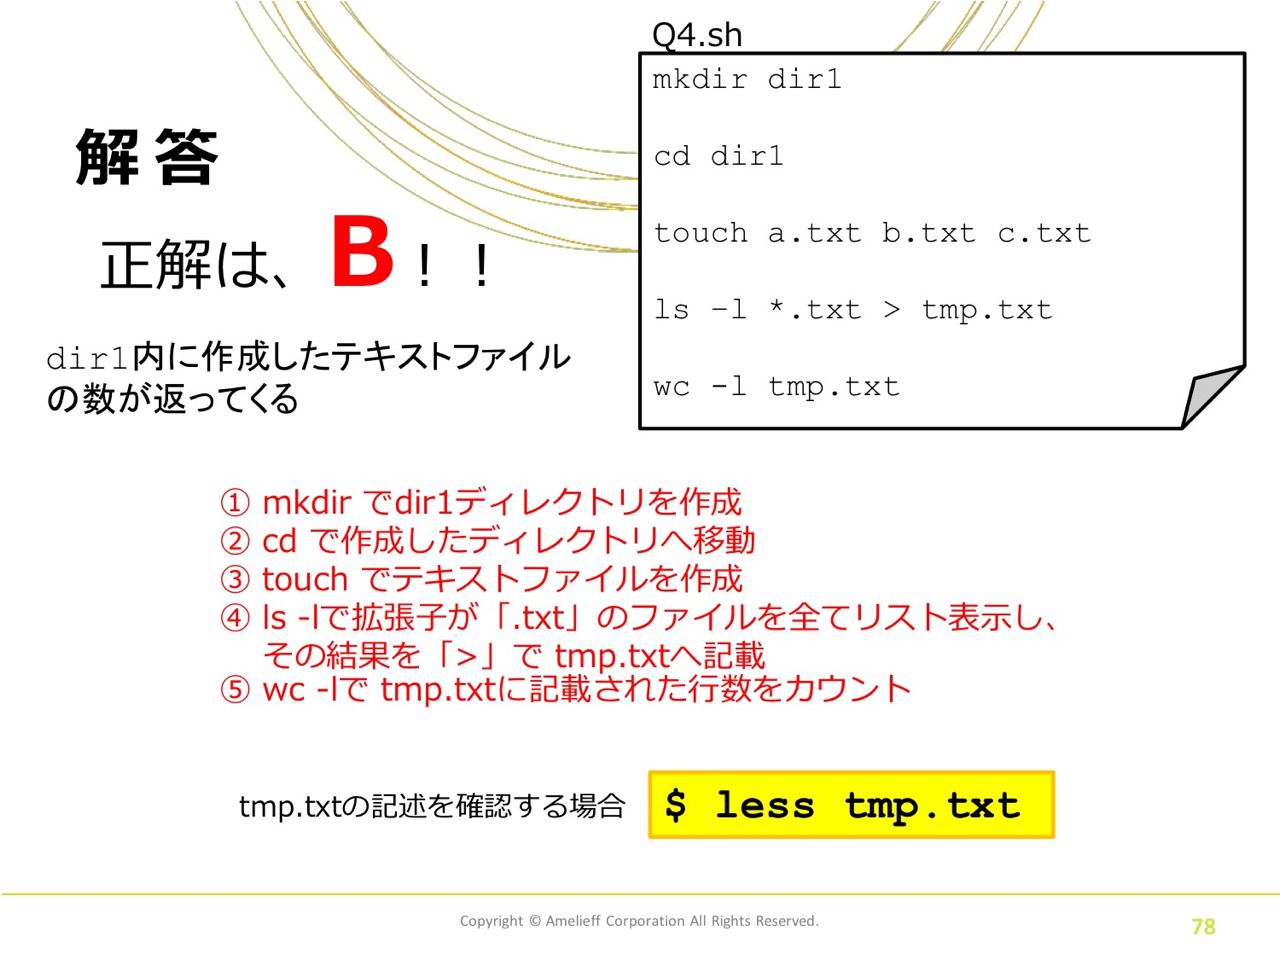 解答
正解は、B！！
dir1内に作成したテキストファイル
の数が返ってくる
Q4.sh
mkdir dir1
cd dir1
touch a.txt b.txt c.txt
ls –l *.txt > tmp.txt
wc -l tmp.txt
① mkdir でdir1ディレクトリを作成
② cd で作成したディレクトリへ移動
③ touch でテキストファイルを作成
④ ls -lで拡張子が「.txt」のファイルを全てリスト表示し、
その結果を「>」で tmp.txtへ記載
⑤ wc -lで tmp.txtに記載された行数をカウント
tmp.txtの記述を確認する場合
$ less tmp.txt
Copyright © Amelieff Corporation All Rights Reserved.
78